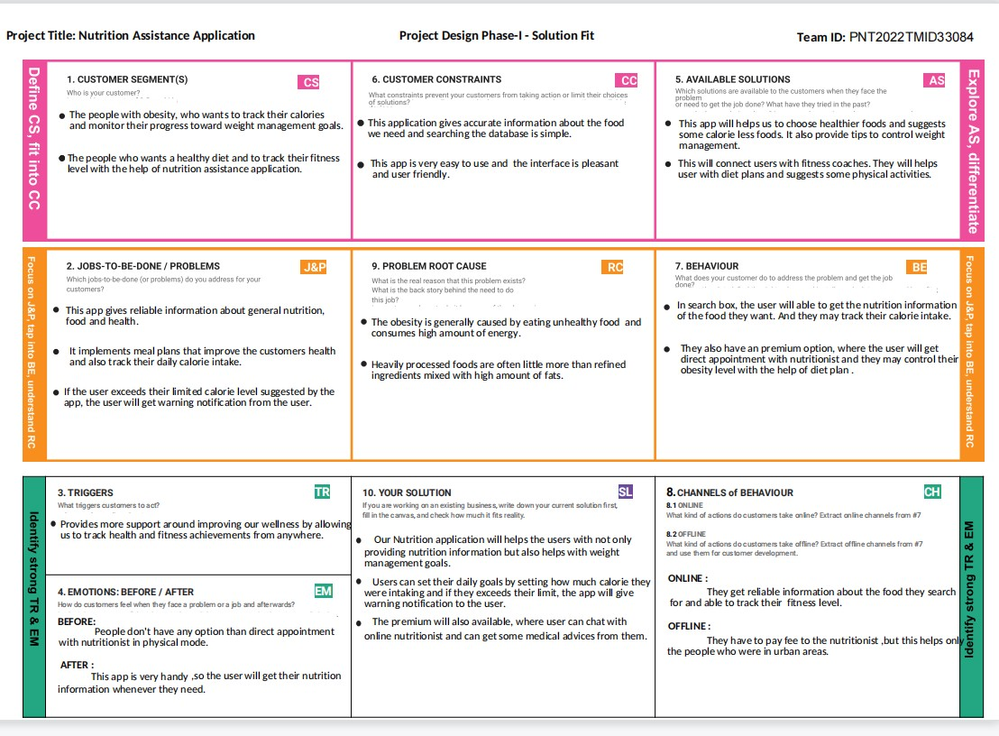 Project Title: Nutrition Assistance Application
Project Design Phase-I - Solution Fit
Team ID: PNT2022TMID33084
Define CS, fit into CC
1. CUSTOMER SEGMENT(S)
CS
Who is your customer?
● The people with obesity, who wants to track their calories
and monitor their progress toward weight management goals.
● The people who wants a healthy diet and to track their fitness
level with the help of nutrition assistance application.
6. CUSTOMER CONSTRAINTS
CC
What constraints prevent your customers from taking action or limit their choices
of solutions?
● This application gives accurate information about the food
we need and searching the database is simple.
● This app is very easy to use and the interface is pleasant
and user friendly.
5. AVAILABLE SOLUTIONS
AS
Which solutions are available to the customers when they face the
problem
or need to get the job done? What have they tried in the past?
● This app will helps us to choose healthier foods and suggests
some calorie less foods. It also provide tips to control weight
management.
● This will connect users with fitness coaches. They will helps
user with diet plans and suggests some physical activities.
Explore AS, differentiate
Focus on J&P, tap into BE, understand RC
2. JOBS-TO-BE-DONE / PROBLEMS
J&P
Which jobs-to-be-done (or problems) do you address for your
customers?
● This app gives reliable information about general nutrition,
food and health.
● It implements meal plans that improve the customers health
and also track their daily calorie intake.
● If the user exceeds their limited calorie level suggested by the
app, the user will get warning notification from the user.
9. PROBLEM ROOT CAUSE
RC
What is the real reason that this problem exists?
What is the back story behind the need to do
this job?
● The obesity is generally caused by eating unhealthy food and
consumes high amount of energy.
● Heavily processed foods are often little more than refined
ingredients mixed with high amount of fats.
7. BEHAVIOUR
BE
What does your customer do to address the problem and get the job
done?
● In search box, the user will able to get the nutrition information
of the food they want. And they may track their calorie intake.
● They also have an premium option, where the user will get
direct appointment with nutritionist and they may control their
obesity level with the help of diet plan .
Focus on J&P, tap into BE, understand RC
Identify strong TR & EM
3. TRIGGERS
TR
What triggers customers to act?
● Provides more support around improving our wellness by allowing
us to track health and fitness achievements from anywhere.
4. EMOTIONS: BEFORE / AFTER
EM
How do customers feel when they face a problem or a job and afterwards?
BEFORE:
People don't have any option than direct appointment
with nutritionist in physical mode.
AFTER :
This app is very handy ,so the user will get their nutrition
information whenever they need.
10. YOUR SOLUTION
SL
If you are working on an existing business, write down your current solution first,
fill in the canvas, and check how much it fits reality.
● Our Nutrition application will helps the users with not only
providing nutrition information but also helps with weight
management goals.
● Users can set their daily goals by setting how much calorie they
were intaking and if they exceeds their limit, the app will give
warning notification to the user.
● The premium will also available, where user can chat with
online nutritionist and can get some medical advices from them.
8.CHANNELS of BEHAVIOUR
CH
8.1 ONLINE
What kind of actions do customers take online? Extract online channels from #7
8.2 OFFLINE
What kind of actions do customers take offline? Extract offline channels from #7
and use them for customer development.
ONLINE :
They get reliable information about the food they search
for and able to track their fitness level.
OFFLINE :
They have to pay fee to the nutritionist ,but this helps only
the people who were in urban areas.
Identify strong TR & EM